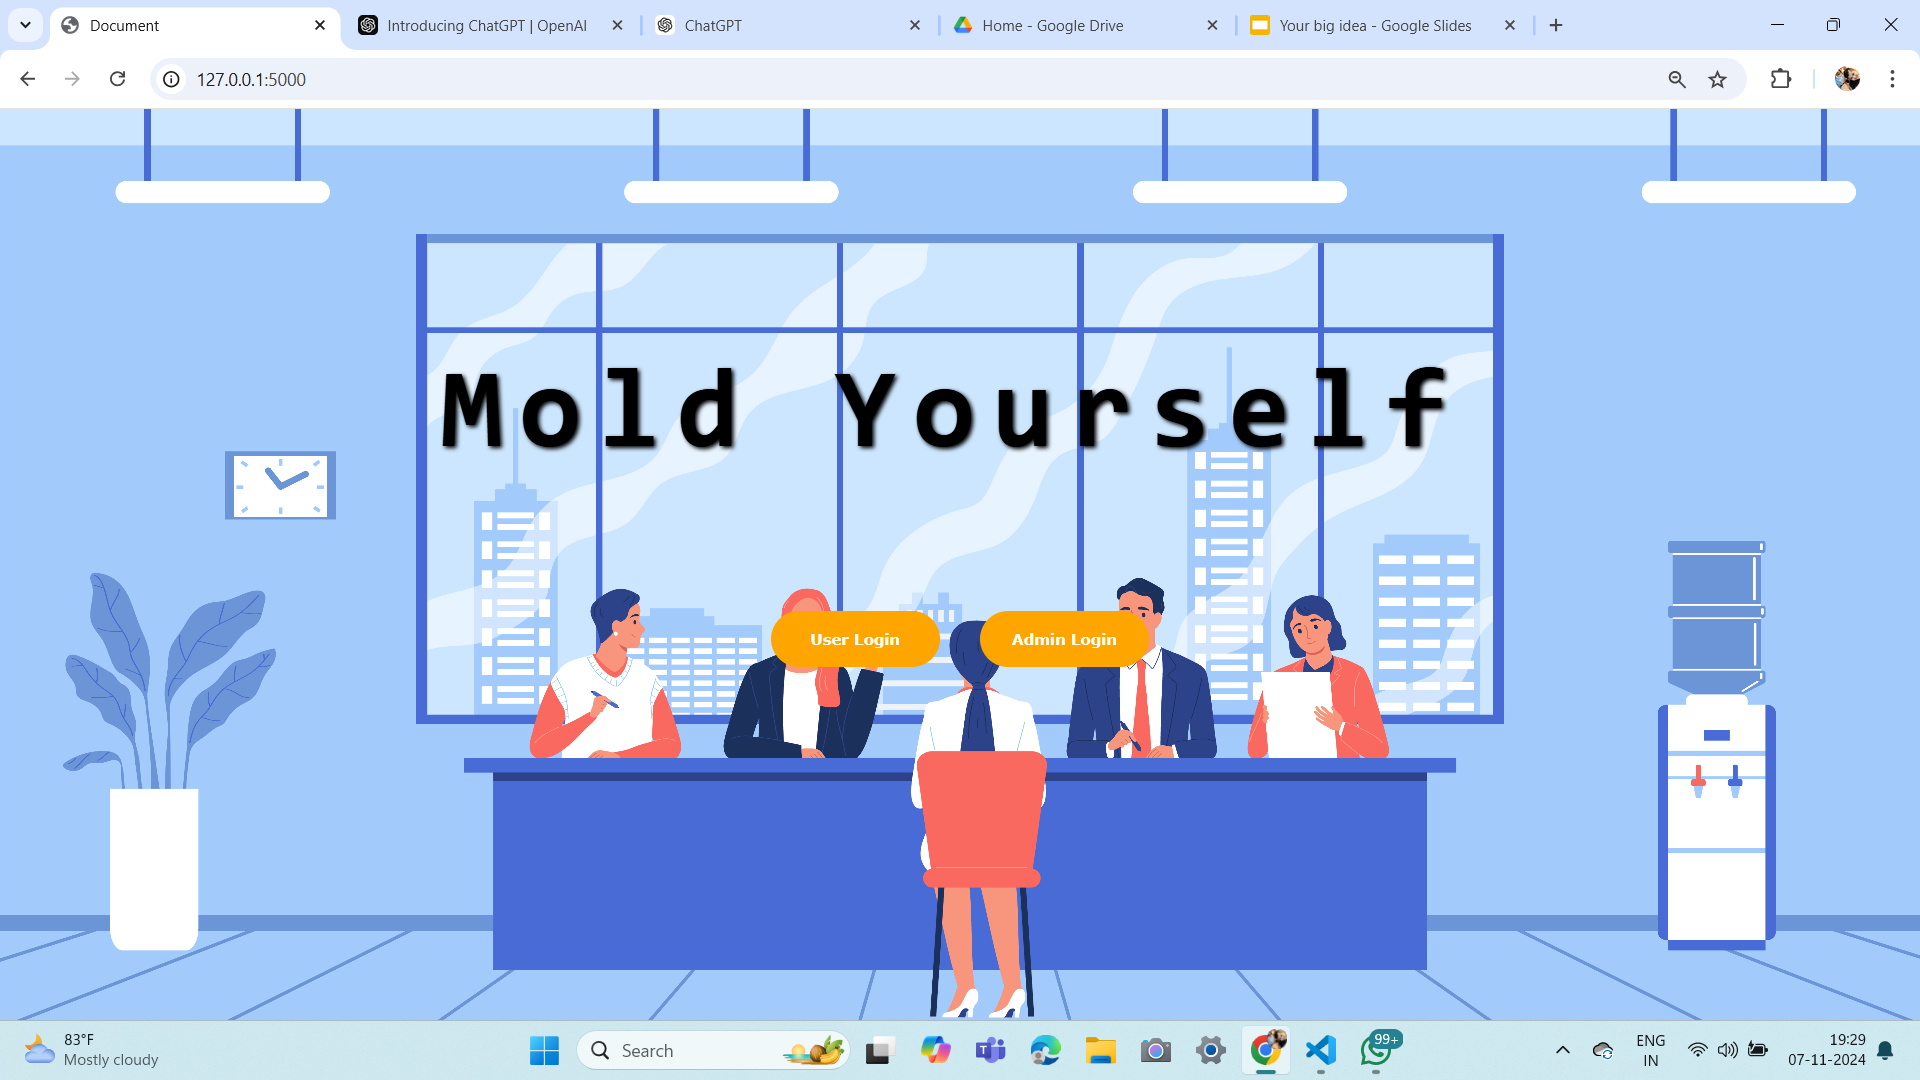 Document
Introducing ChatGPT | OpenAI
ChatGPT
Home - Google Drive
Your big idea - Google Slides
127.0.0.1:5000
Mold Yourself
User Login
Admin Login
83°F
Mostly cloudy
Search
99+
ENG
IN
19:29
07-11-2024